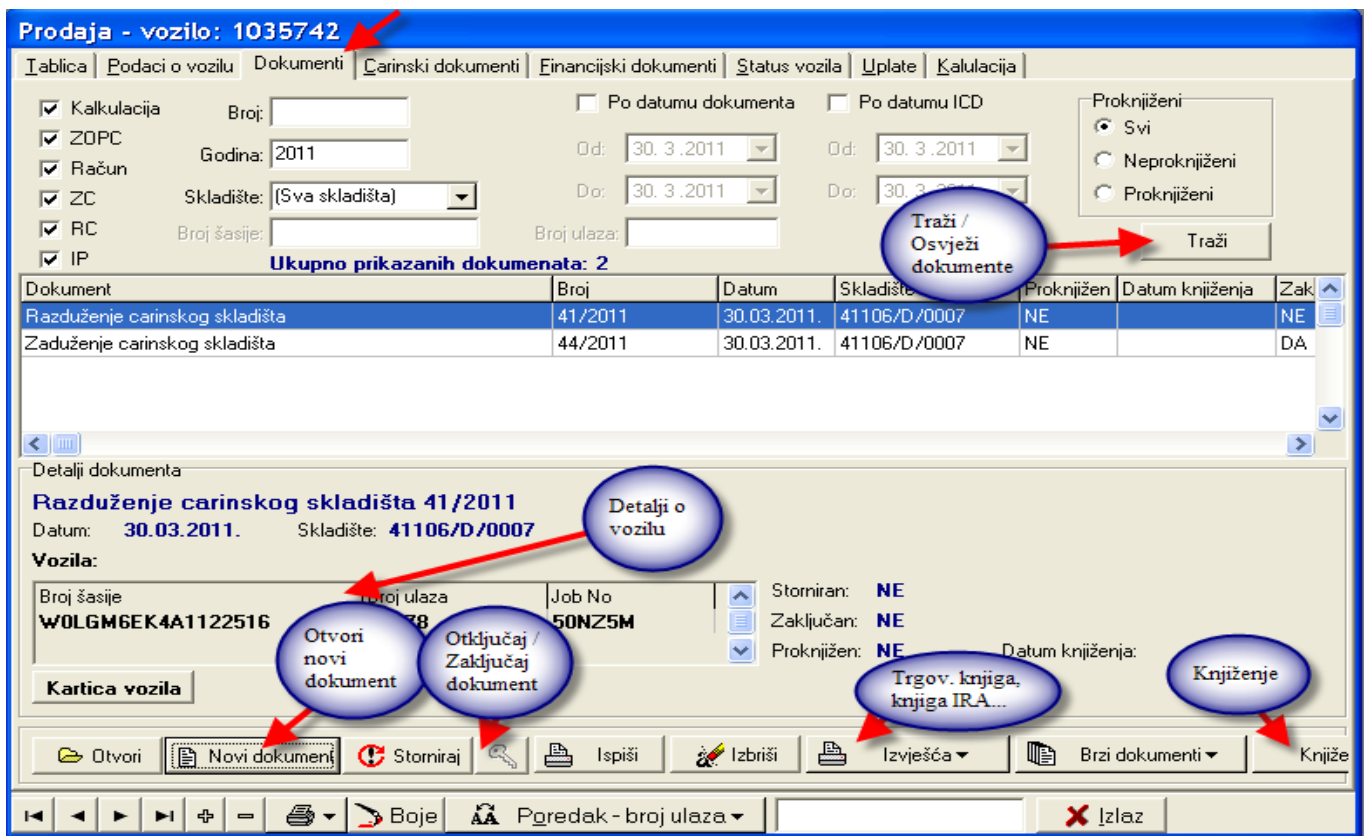 Prodaja - vozilo: 1035742
Tablica Podaci o vozilu Dokumenti Carinski dokumenti Financijski dokumenti Status vozila Uplate Kalulacija
Kalkulacija Broj: Po datumu dokumenta Po datumu ICD Proknjiženi
ZOPC Svi
Godina: 2011 Od: 30. 3 .2011 Od: 30. 3 .2011 Neproknjiženi
Račun
ZC Skladište: (Sva skladišta) Do: 30. 3 .2011 Do: Proknjiženi
RC Broj šasije: Broj ulaza: Traži
IP Ukupno prikazanih dokumenata: 2
Traži /
Osvježi
dokumente
Dokument Broj Datum Skladište Proknjižen Datum knjiženja Zak
Razduženje carinskog skladišta 41/2011 30.03.2011. 41106/D/0007 NE NE
Zaduženje carinskog skladišta 44/2011 30.03.2011. 41106/D/0007 NE DA
Detalji dokumenta
Razduženje carinskog skladišta 41/2011
Datum: 30.03.2011. Skladište: 41106/D/0007
Detalji o
vozilu
Vozila:
Broj šasije ulaza Job No Storniran: NE
W0LGM6EK4A1122516 50NZ5M Zaključan: NE
Proknjižen: NE Datum knjiženja:
Kartica vozila
Otvori
novi
dokument
Otključaj /
Zaključaj
dokument
Trgov. knjiga,
knjiga IRA...
Knjiženje
Otvori Novi dokument Storniraj Ispiši Izbriši Izvješća Brzi dokumenti Knjiže
Boje Poredak - broj ulaza Izlaz